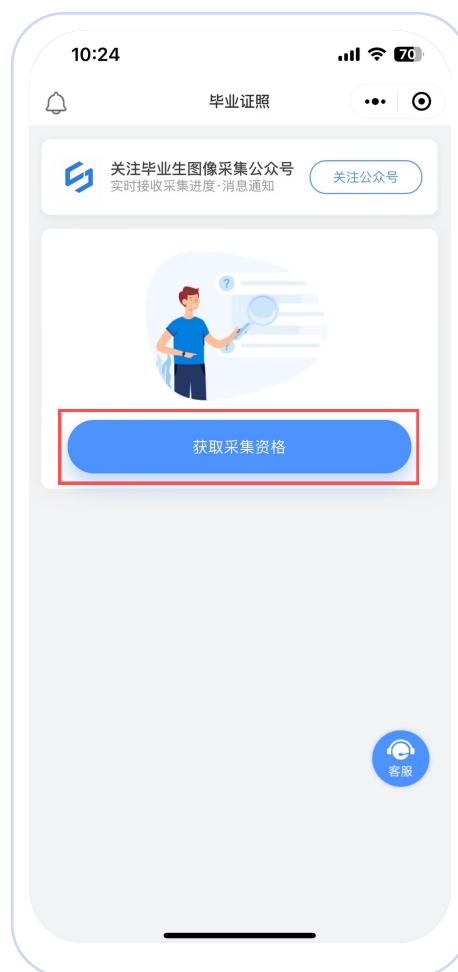 10:24
70
毕业证照
关注毕业生图像采集公众号
实时接收采集进度·消息通知
关注公众号
?
?
获取采集资格
客服